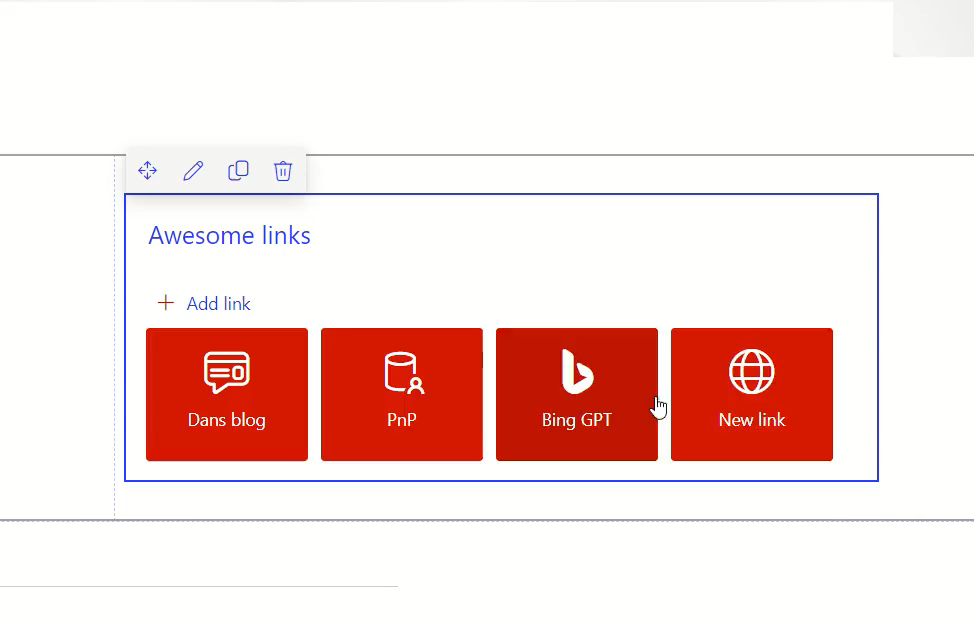 Awesome links
Add link
Dans blog
PnP
Bing GPT
New link